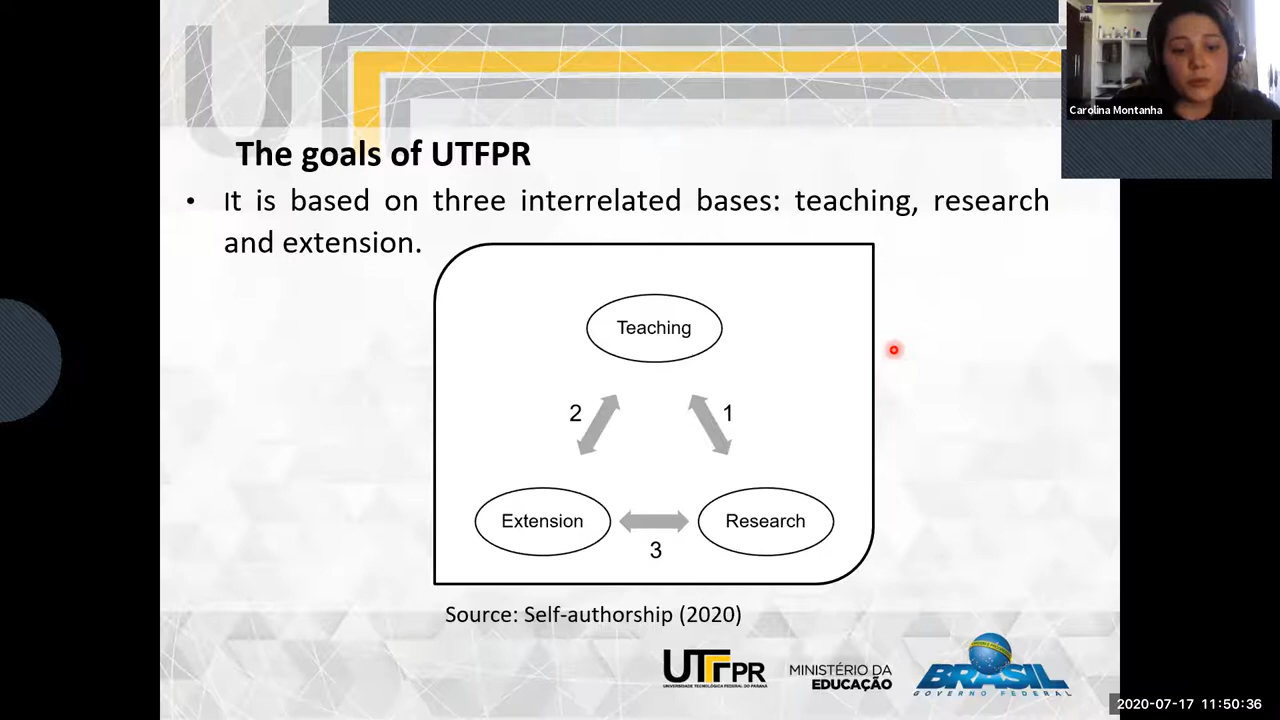 UTF
Carolina Montanha
The goals of UTFPR
• It is based on three interrelated bases: teaching, research
and extension.
Teaching
2
1
Extension
Research
3
Source: Self-authorship (2020)
UTFPR
UNIVERSIDADE TECNOLÓGICA FEDERAL DO PARANÁ
MINISTÉRIO DA
EDUCAÇÃO
BRASIL
GOVERNO FEDERAL
2020-07-17 11:50:36